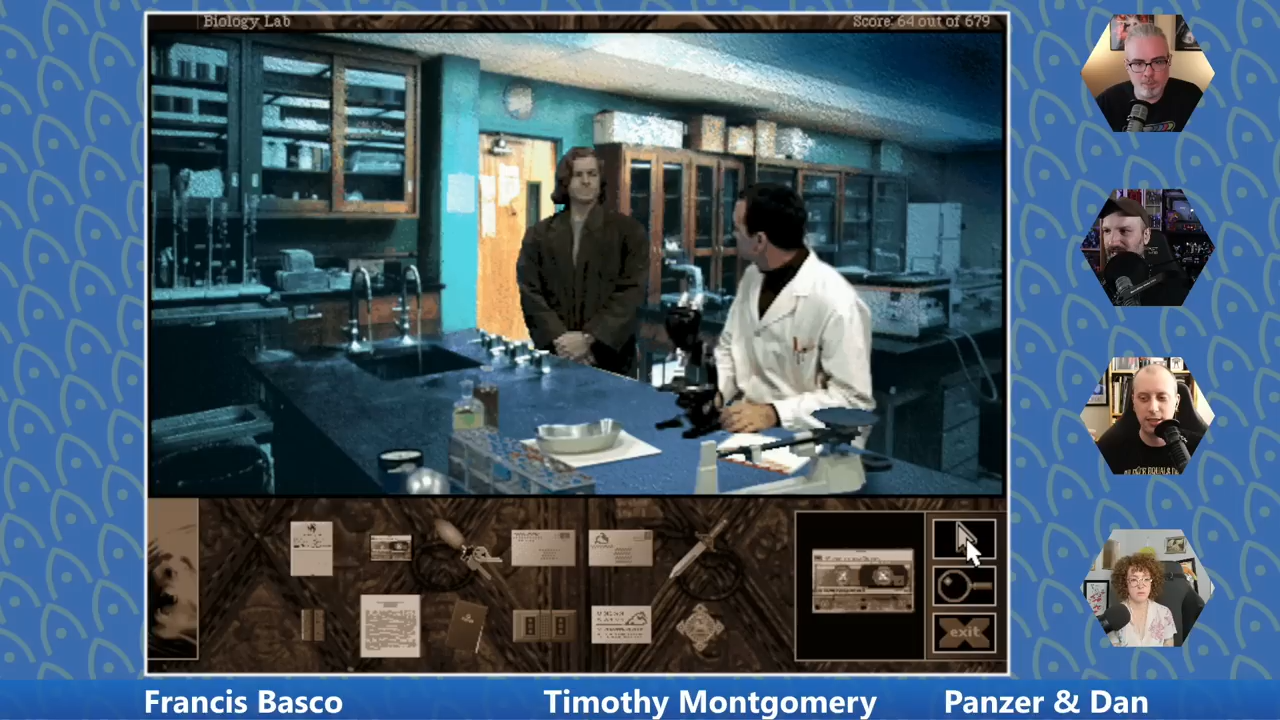 Biology Lab
Score: 64 out of 679
exit
Francis Basco
Timothy Montgomery
Panzer & Dan